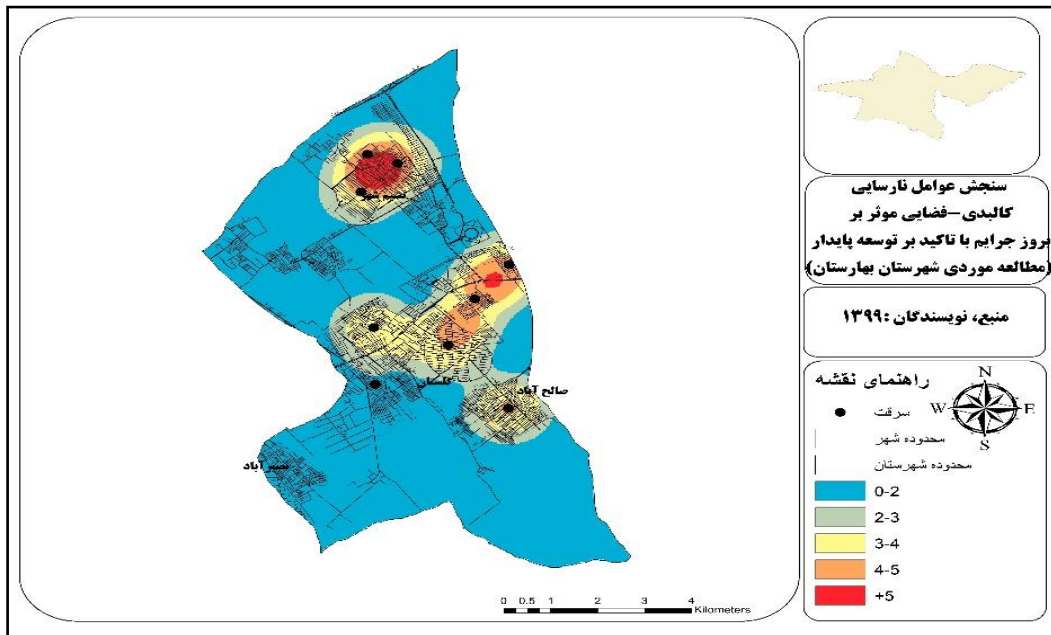 سنجش عوامل نارسایی
کالبدی-فضایی موثر بر
بروز جرایم با تاکید بر توسعه پایدار
(مطالعه موردی شهرستان بهارستان)
منبع، نویسندگان :۱۳۹۹
راهنمای نقشه
سرقت
محدوده شهر
محدوده شهرستان
0-2
2-3
3-4
4-5
+5
N
W E
S
نسیم شهر
گلستان
صالح آباد
نصیر آباد
0 0.5 1 2 3 4
Kilometers